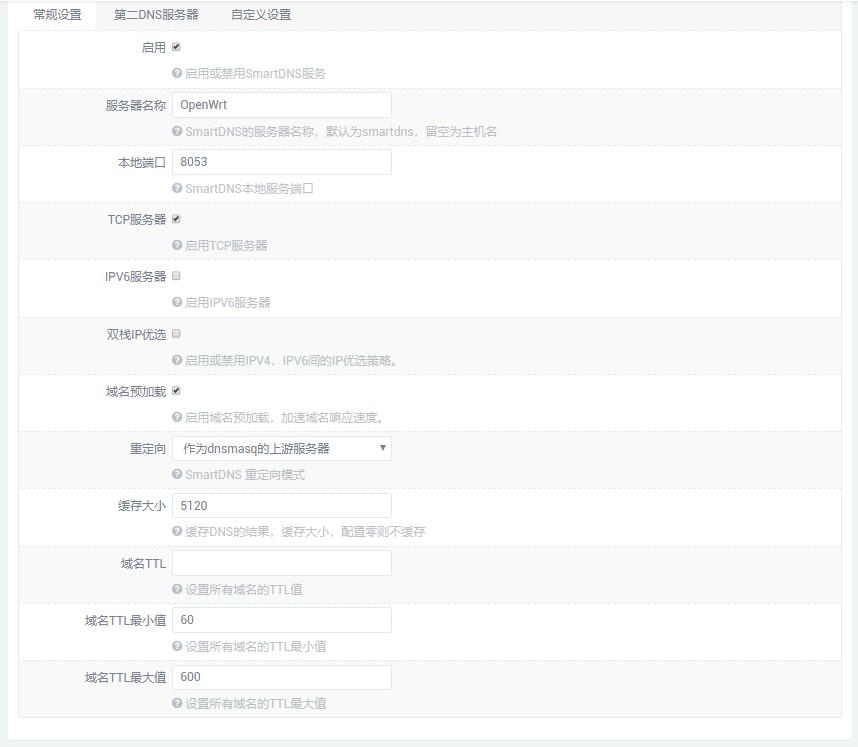 常规设置 第二DNS服务器 自定义设置
启用
启用或禁用SmartDNS服务
服务器名称 OpenWrt
SmartDNS的服务器名称，默认为smartdns，留空为主机名
本地端口 8053
SmartDNS本地服务端口
TCP服务器
启用TCP服务器
IPV6服务器
启用IPV6服务器
双栈IP优选
启用或禁用IPV4，IPV6间的IP优选策略。
域名预加载
启用域名预加载，加速域名响应速度。
重定向 作为dnsmasq的上游服务器
SmartDNS 重定向模式
缓存大小 5120
缓存DNS的结果，缓存大小，配置零则不缓存
域名TTL
设置所有域名的TTL值
域名TTL最小值 60
设置所有域名的TTL最小值
域名TTL最大值 600
设置所有域名的TTL最大值